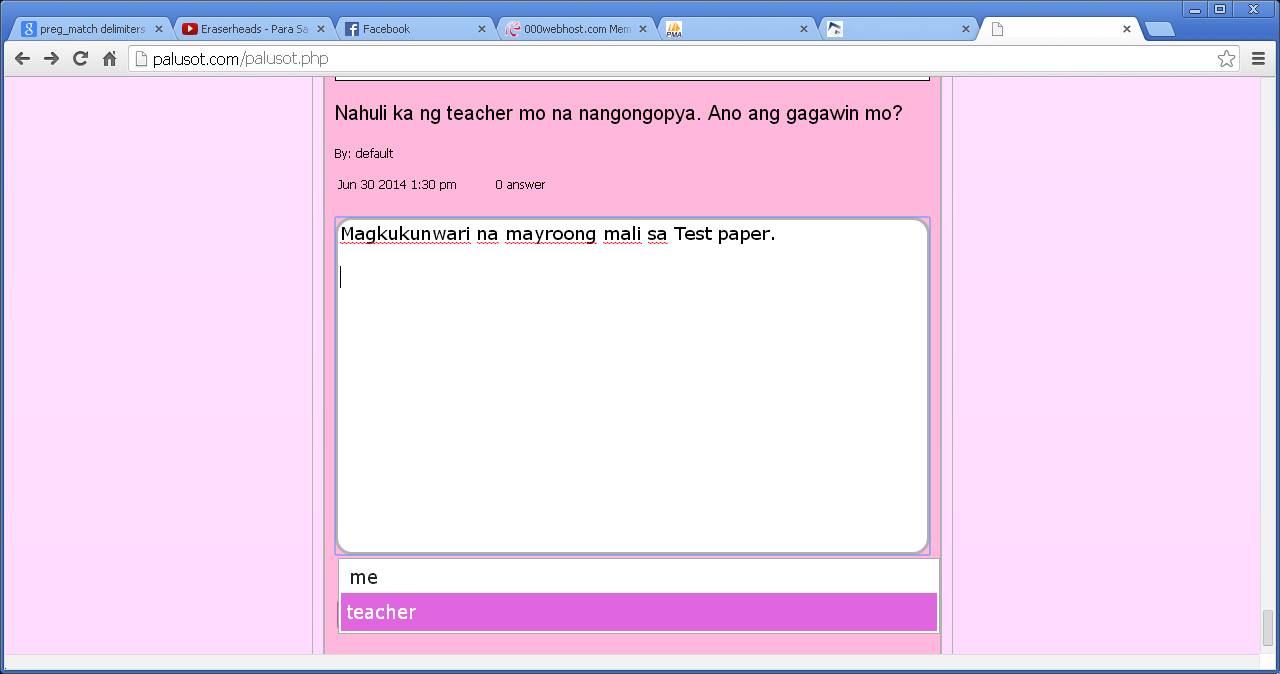 preg_match delimiters
Eraserheads - Para Sa
Facebook
000webhost.com Mem
PMA
palusot.com/palusot.php
Nahuli ka ng teacher mo na nangongopya. Ano ang gagawin mo?
By: default
Jun 30 2014 1:30 pm 0 answer
Magkukunwari na mayroong mali sa Test paper.
me
teacher